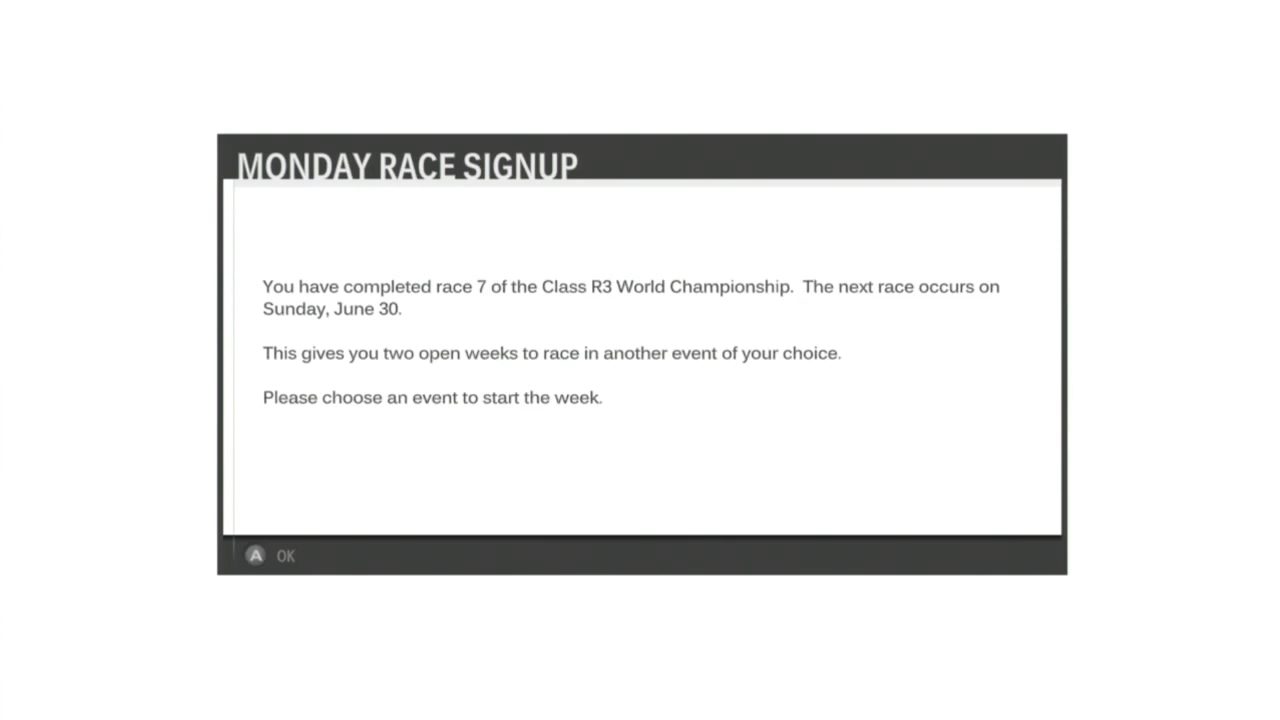 MONDAY RACE SIGNUP
You have completed race 7 of the Class R3 World Championship.  The next race occurs on
Sunday, June 30.
This gives you two open weeks to race in another event of your choice.
Please choose an event to start the week.
A OK